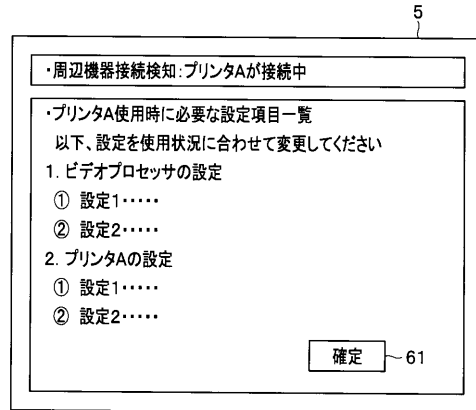 5
・周辺機器接続検知:プリンタAが接続中
・プリンタA使用時に必要な設定項目一覧
以下、設定を使用状況に合わせて変更してください
1. ビデオプロセッサの設定
① 設定1・・・・・
② 設定2・・・・・
2. プリンタAの設定
① 設定1・・・・・
② 設定2・・・・・
確定 61